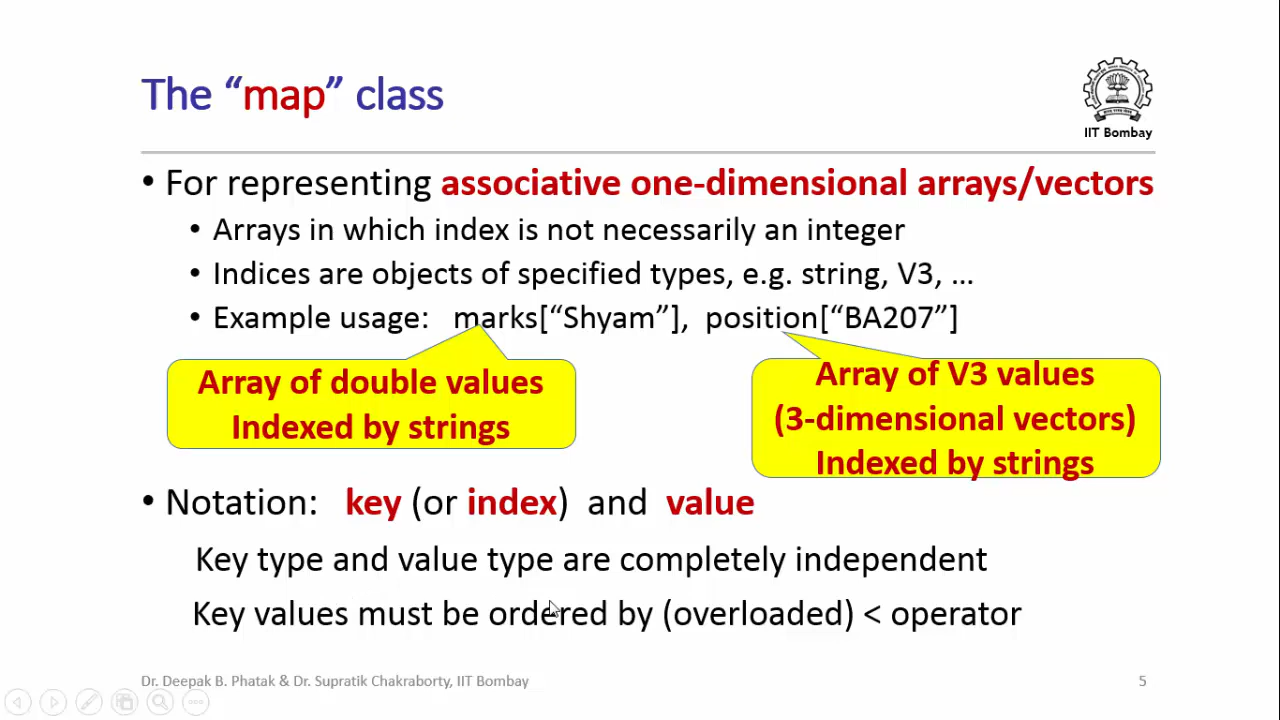 The “map” class
IIT Bombay
• For representing associative one-dimensional arrays/vectors
• Arrays in which index is not necessarily an integer
• Indices are objects of specified types, e.g. string, V3, …
• Example usage: marks[“Shyam”], position[“BA207”]
Array of double values
Indexed by strings
Array of V3 values
(3-dimensional vectors)
Indexed by strings
• Notation: key (or index) and value
Key type and value type are completely independent
Key values must be ordered by (overloaded) < operator
Dr. Deepak B. Phatak & Dr. Supratik Chakraborty, IIT Bombay
5